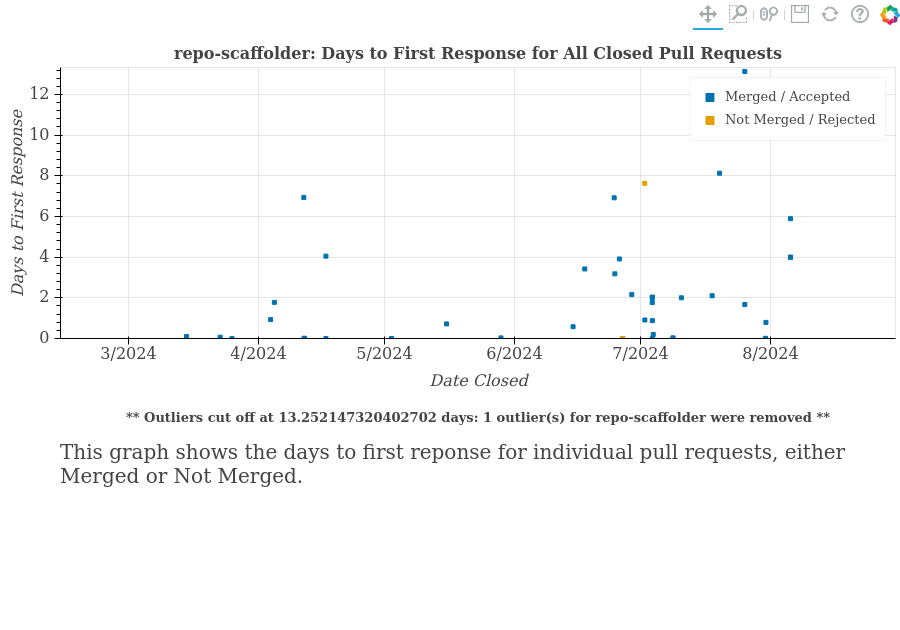 repo-scaffolder: Days to First Response for All Closed Pull Requests
Merged / Accepted
Not Merged / Rejected
Days to First Response
12
10
8
6
4
2
0
3/2024
4/2024
5/2024
6/2024
7/2024
8/2024
Date Closed
** Outliers cut off at 13.252147320402702 days: 1 outlier(s) for repo-scaffolder were removed **
This graph shows the days to first reponse for individual pull requests, either
Merged or Not Merged.